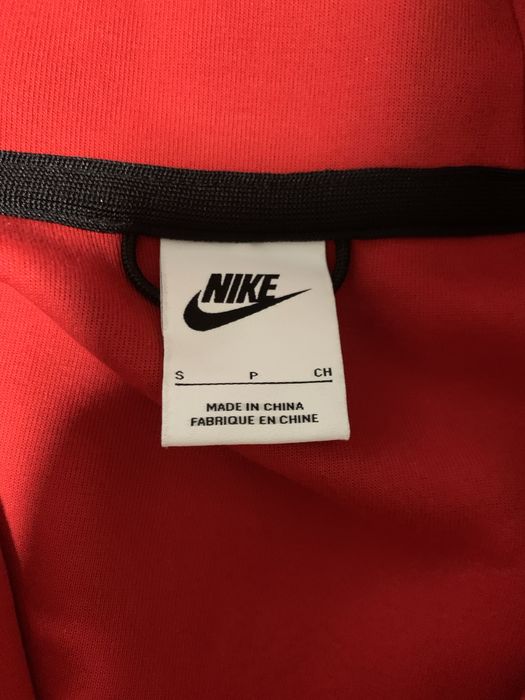 NIKE
S P CH
MADE IN CHINA
FABRIQUE EN CHINE